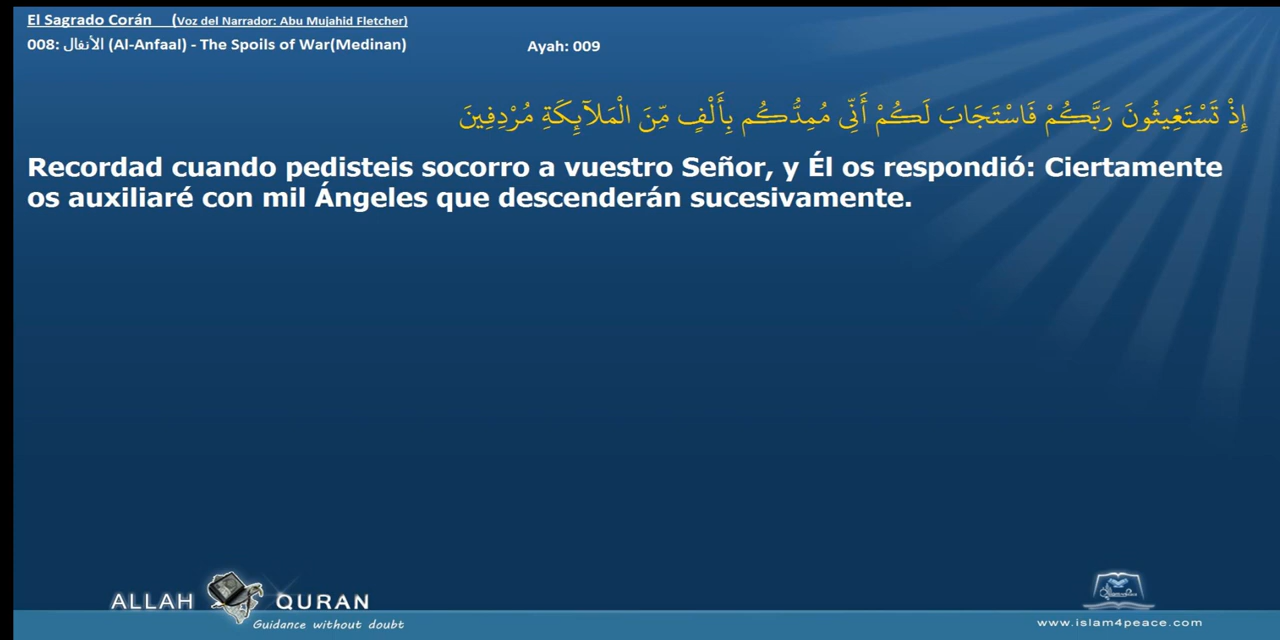 El Sagrado Corán (Voz del Narrador: Abu Mujahid Fletcher)
008: الأنفال (Al-Anfaal) - The Spoils of War(Medinan) Ayah: 009
إِذْ تَسْتَغِيثُونَ رَبَّكُمْ فَاسْتَجَابَ لَكُمْ أَنِّى مُمِدُّكُم بِأَلْفٍ مِّنَ الْمَلآئِكَةِ مُرْدِفِينَ
Recordad cuando pedisteis socorro a vuestro Señor, y Él os respondió: Ciertamente
os auxiliaré con mil Ángeles que descenderán sucesivamente.
ALLAH QURAN
Guidance without doubt
www.islam4peace.com